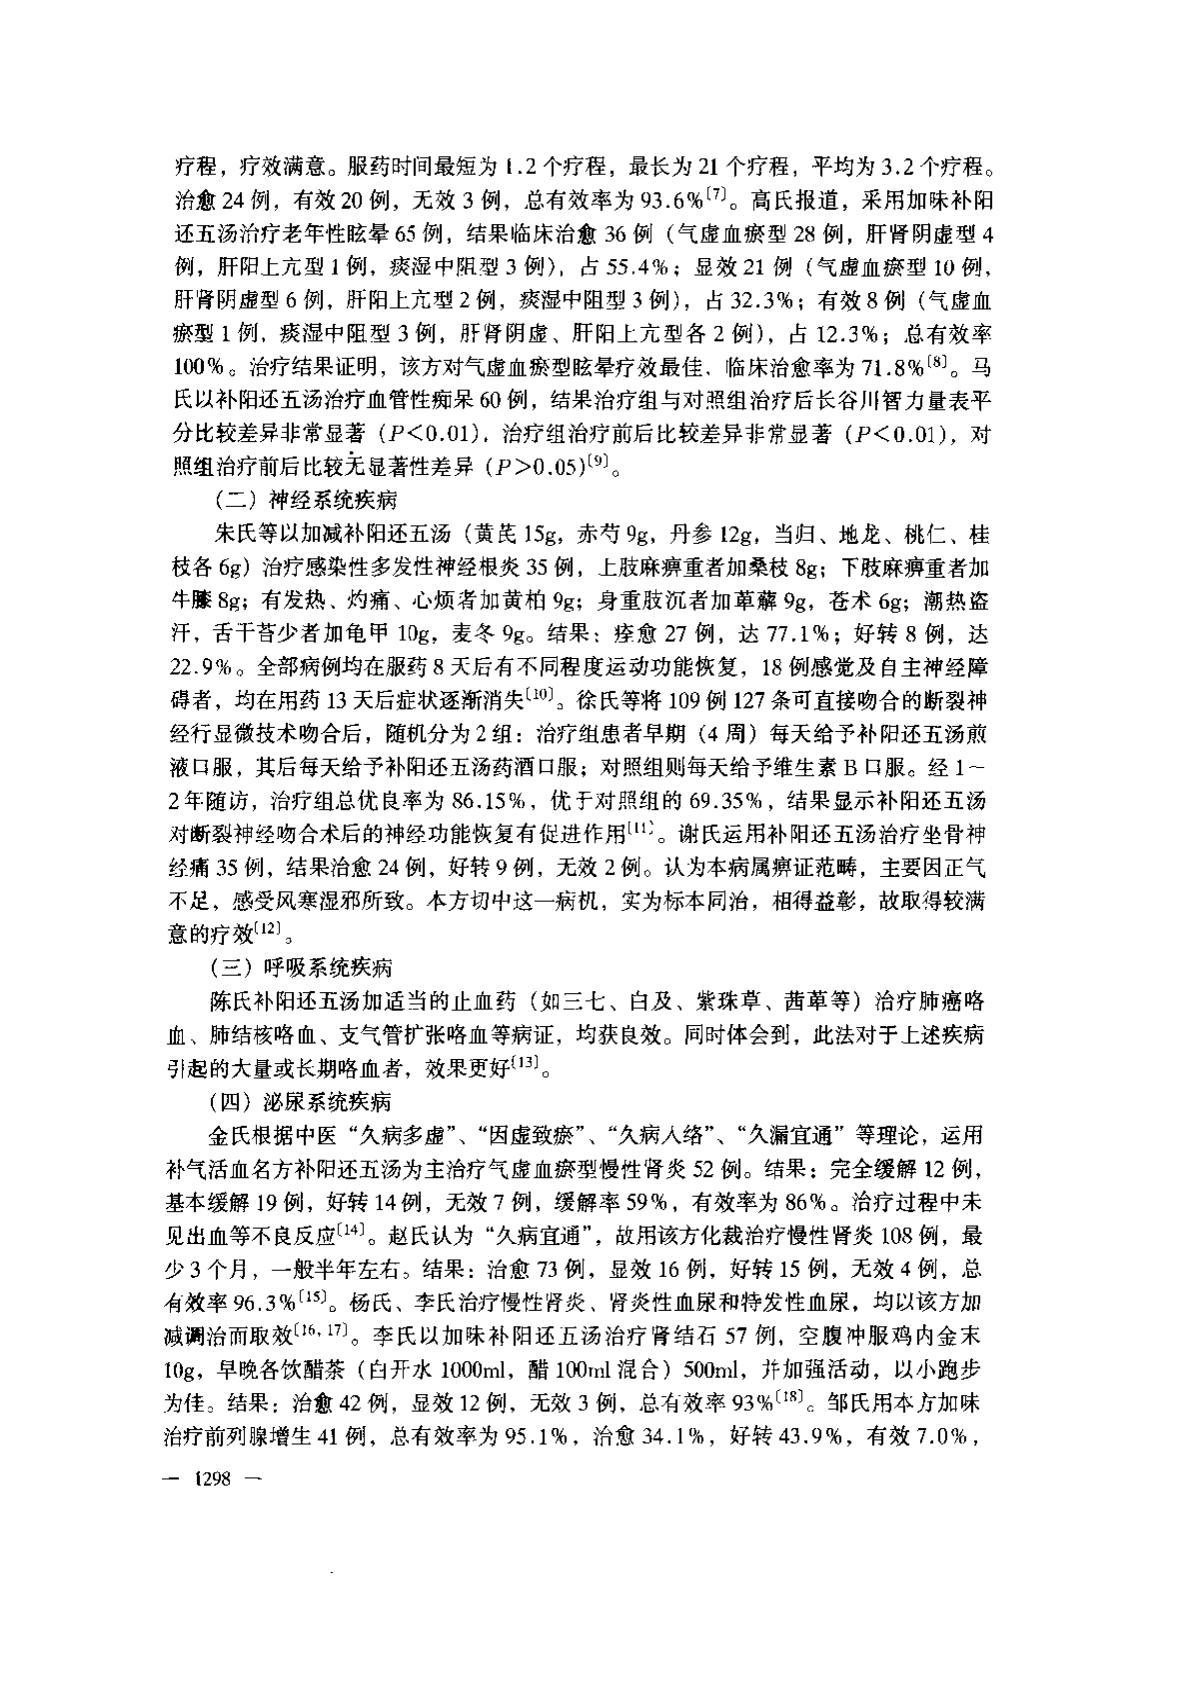 疗程，疗效满意。服药时间最短为 1.2 个疗程，最长为 21 个疗程，平均为 3.2 个疗程。
治愈 24 例，有效 20 例，无效 3 例，总有效率为 93.6%〔7〕。高氏报道，采用加味补阳
还五汤治疗老年性眩晕 65 例，结果临床治愈 36 例（气虚血瘀型 28 例，肝肾阴虚型 4
例，肝阳上亢型 1 例，痰湿中阻型 3 例），占 55.4%；显效 21 例（气虚血瘀型 10 例，
肝肾阴虚型 6 例，肝阳上亢型 2 例，痰湿中阻型 3 例），占 32.3%；有效 8 例（气虚血
瘀型 1 例，痰湿中阻型 3 例，肝肾阴虚、肝阳上亢型各 2 例），占 12.3%；总有效率
100%。治疗结果证明，该方对气虚血瘀型眩晕疗效最佳，临床治愈率为 71.8%〔8〕。马
氏以补阳还五汤治疗血管性痴呆 60 例，结果治疗组与对照组治疗后长谷川智力量表平
分比较差异非常显著（P<0.01），治疗组治疗前后比较差异非常显著（P<0.01），对
照组治疗前后比较无显著性差异（P>0.05）〔9〕。
（二）神经系统疾病
朱氏等以加减补阳还五汤（黄芪 15g，赤芍 9g，丹参 12g，当归、地龙、桃仁、桂
枝各 6g）治疗感染性多发性神经根炎 35 例，上肢麻痹重者加桑枝 8g；下肢麻痹重者加
牛膝 8g；有发热、灼痛、心烦者加黄柏 9g；身重肢沉者加萆薢 9g，苍术 6g；潮热盗
汗，舌干苔少者加龟甲 10g，麦冬 9g。结果：痊愈 27 例，达 77.1%；好转 8 例，达
22.9%。全部病例均在服药 8 天后有不同程度运动功能恢复，18 例感觉及自主神经障
碍者，均在用药 13 天后症状逐渐消失〔10〕。徐氏等将 109 例 127 条可直接吻合的断裂神
经行显微技术吻合后，随机分为 2 组：治疗组患者早期（4 周）每天给予补阳还五汤煎
液口服，其后每天给予补阳还五汤药酒口服；对照组则每天给予维生素 B 口服。经 1～
2 年随访，治疗组总优良率为 86.15%，优于对照组的 69.35%，结果显示补阳还五汤
对断裂神经吻合术后的神经功能恢复有促进作用〔11〕。谢氏运用补阳还五汤治疗坐骨神
经痛 35 例，结果治愈 24 例，好转 9 例，无效 2 例。认为本病属痹证范畴，主要因正气
不足，感受风寒湿邪所致。本方切中这一病机，实为标本同治，相得益彰，故取得较满
意的疗效〔12〕。
（三）呼吸系统疾病
陈氏补阳还五汤加适当的止血药（如三七、白及、紫珠草、茜草等）治疗肺癌咯
血、肺结核咯血、支气管扩张咯血等病证，均获良效。同时体会到，此法对于上述疾病
引起的大量或长期咯血者，效果更好〔13〕。
（四）泌尿系统疾病
金氏根据中医“久病多虚”、“因虚致瘀”、“久病入络”、“久漏宜通”等理论，运用
补气活血名方补阳还五汤为主治疗气虚血瘀型慢性肾炎 52 例。结果：完全缓解 12 例，
基本缓解 19 例，好转 14 例，无效 7 例，缓解率 59%，有效率为 86%。治疗过程中未
见出血等不良反应〔14〕。赵氏认为“久病宜通”，故用该方化裁治疗慢性肾炎 108 例，最
少 3 个月，一般半年左右。结果：治愈 73 例，显效 16 例，好转 15 例，无效 4 例，总
有效率 96.3%〔15〕。杨氏、李氏治疗慢性肾炎、肾炎性血尿和特发性血尿，均以该方加
减调治而取效〔16，17〕。李氏以加味补阳还五汤治疗肾结石 57 例，空腹冲服鸡内金末
10g，早晚各饮醋茶（白开水 1000ml，醋 100ml 混合）500ml，并加强活动，以小跑步
为佳。结果：治愈 42 例，显效 12 例，无效 3 例，总有效率 93%〔18〕。邹氏用本方加味
治疗前列腺增生 41 例，总有效率为 95.1%，治愈 34.1%，好转 43.9%，有效 7.0%，
— 1298 —